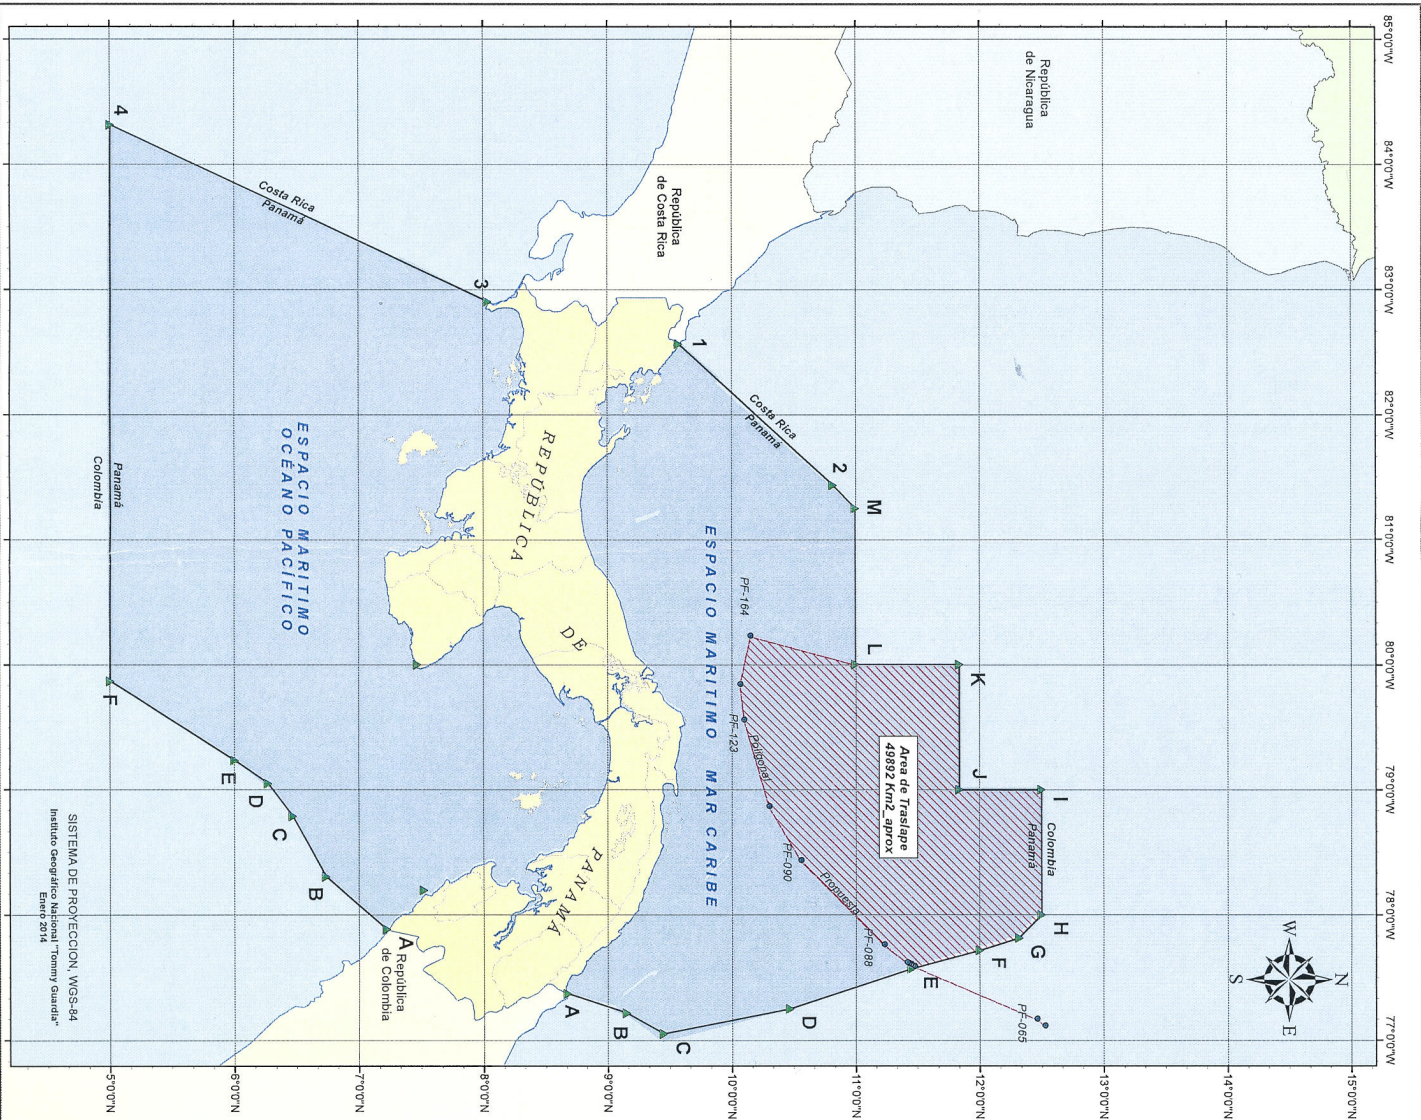 85°0'0"W
84°0'0"W
83°0'0"W
82°0'0"W
81°0'0"W
80°0'0"W
79°0'0"W
78°0'0"W
77°0'0"W
15°0'0"N
14°0'0"N
13°0'0"N
12°0'0"N
11°0'0"N
10°0'0"N
9°0'0"N
8°0'0"N
7°0'0"N
6°0'0"N
5°0'0"N
República
de Nicaragua
República
de Costa Rica
Costa Rica
Panamá
Costa Rica
Panamá
Colombia
Panamá
Panamá
Colombia
1
2
M
L
K
J
I
H
G
F
E
D
C
B
A
3
4
F
E
D
C
B
A
PF-164
PF-123
Poligonal
PF-090
Propuesta
PF-088
PF-065
Area de Traslape
49892 Km2_aprox
ESPACIO MARITIMO MAR CARIBE
REPÚBLICA
DE
PANAMÁ
ESPACIO MARITIMO
OCÉANO PACÍFICO
República
de Colombia
N
W
E
S
SISTEMA DE PROYECCION, WGS-84
Instituto Geográfico Nacional "Tommy Guardia"
Enero 2014